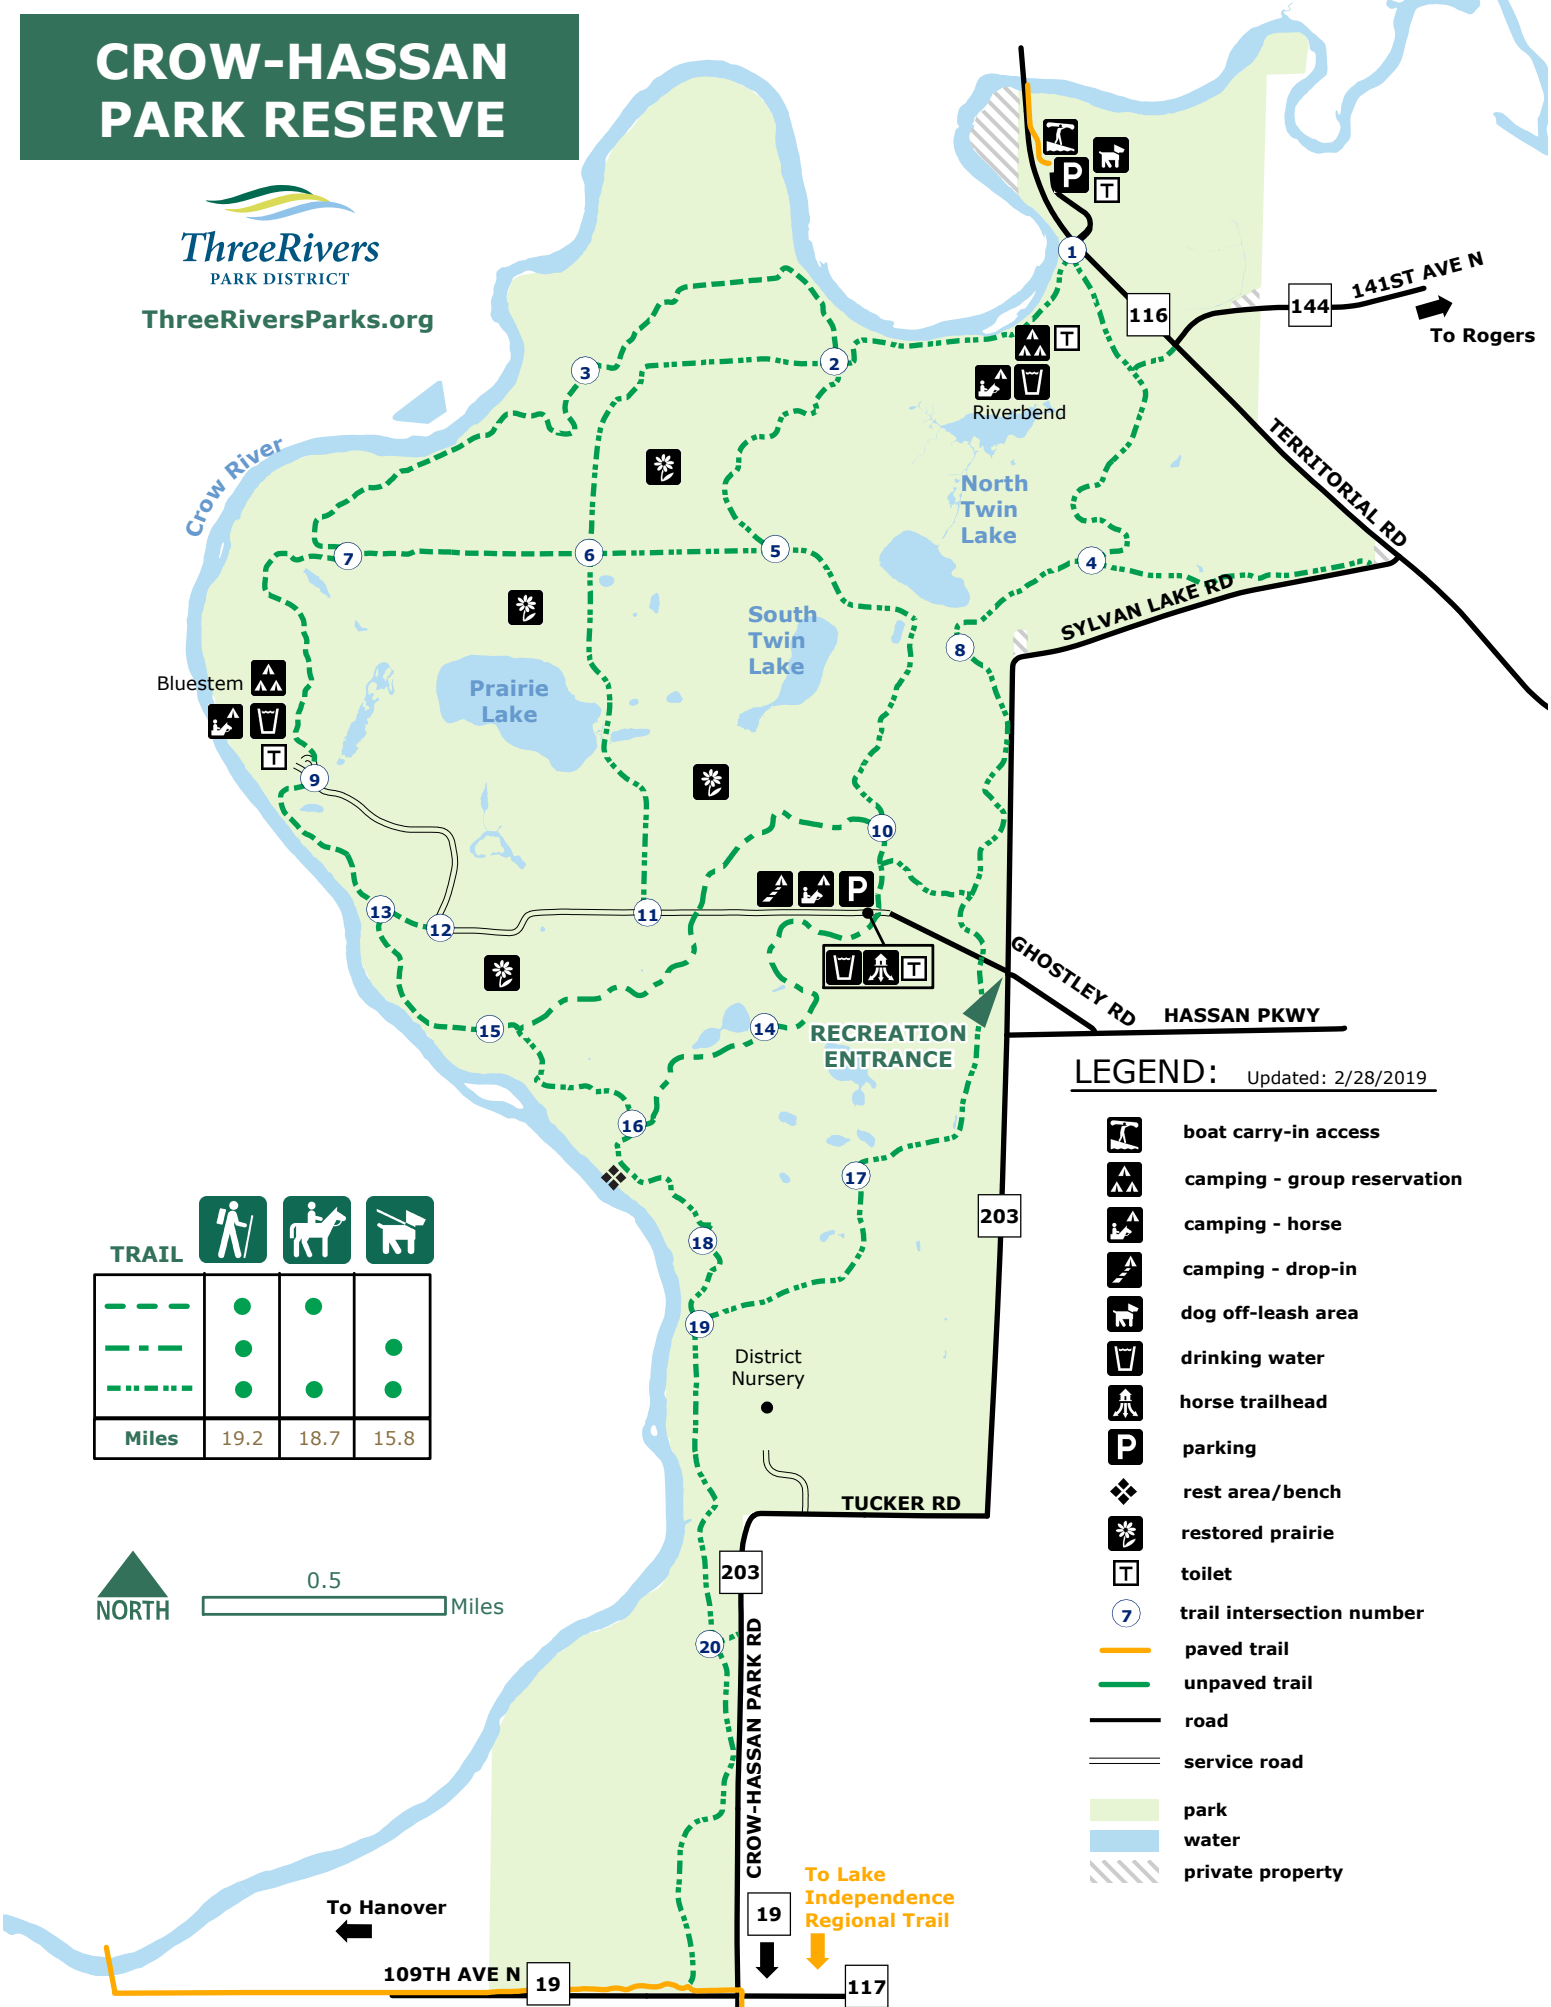 CROW-HASSAN
PARK RESERVE
ThreeRivers
PARK DISTRICT
ThreeRiversParks.org
P
T
1
116
144
141ST AVE N
To Rogers
T
Riverbend
2
3
TERRITORIAL RD
Crow River
North
Twin
Lake
7
6
5
4
SYLVAN LAKE RD
South
Twin
Lake
8
Bluestem
Prairie
Lake
T
9
10
P
13
12
11
T
GHOSTLEY RD
HASSAN PKWY
15
14
RECREATION
ENTRANCE
16
17
203
18
19
District
Nursery
TUCKER RD
203
20
CROW-HASSAN PARK RD
TRAIL
Miles
19.2
18.7
15.8
NORTH
0.5
Miles
LEGEND:
Updated: 2/28/2019
boat carry-in access
camping - group reservation
camping - horse
camping - drop-in
dog off-leash area
drinking water
horse trailhead
P
parking
rest area/bench
restored prairie
T
toilet
7
trail intersection number
paved trail
unpaved trail
road
service road
park
water
private property
To Hanover
19
To Lake
Independence
Regional Trail
109TH AVE N
19
117